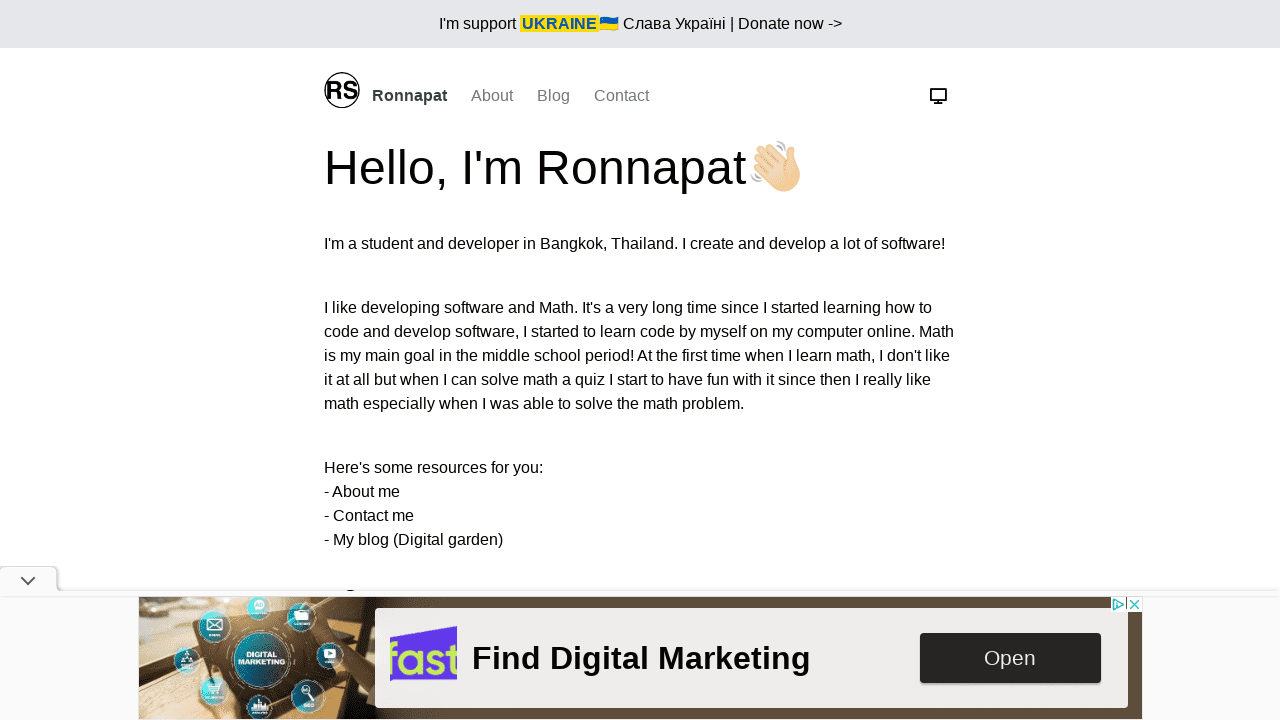 I'm support UKRAINE🇺🇦 Слава Україні | Donate now ->
RS
Ronnapat About Blog Contact
Hello, I'm Ronnapat👋🏻
I'm a student and developer in Bangkok, Thailand. I create and develop a lot of software!
I like developing software and Math. It's a very long time since I started learning how to
code and develop software, I started to learn code by myself on my computer online. Math
is my main goal in the middle school period! At the first time when I learn math, I don't like
it at all but when I can solve math a quiz I start to have fun with it since then I really like
math especially when I was able to solve the math problem.
Here's some resources for you:
- About me
- Contact me
- My blog (Digital garden)
DIGITAL
MARKETING
fast
Find Digital Marketing
Open